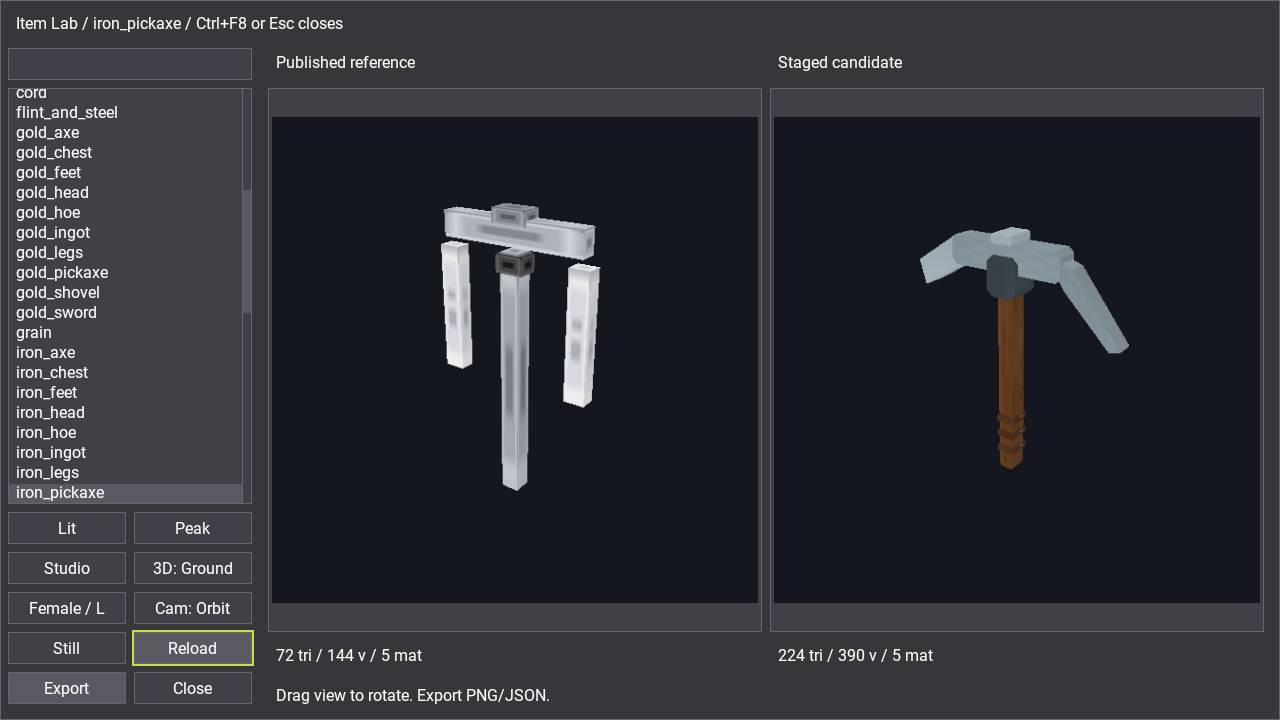 Item Lab / iron_pickaxe / Ctrl+F8 or Esc closes
Published reference
Staged candidate
cord
flint_and_steel
gold_axe
gold_chest
gold_feet
gold_head
gold_hoe
gold_ingot
gold_legs
gold_pickaxe
gold_shovel
gold_sword
grain
iron_axe
iron_chest
iron_feet
iron_head
iron_hoe
iron_ingot
iron_legs
iron_pickaxe
Lit
Peak
Studio
3D: Ground
Female / L
Cam: Orbit
Still
Reload
Export
Close
72 tri / 144 v / 5 mat
224 tri / 390 v / 5 mat
Drag view to rotate. Export PNG/JSON.